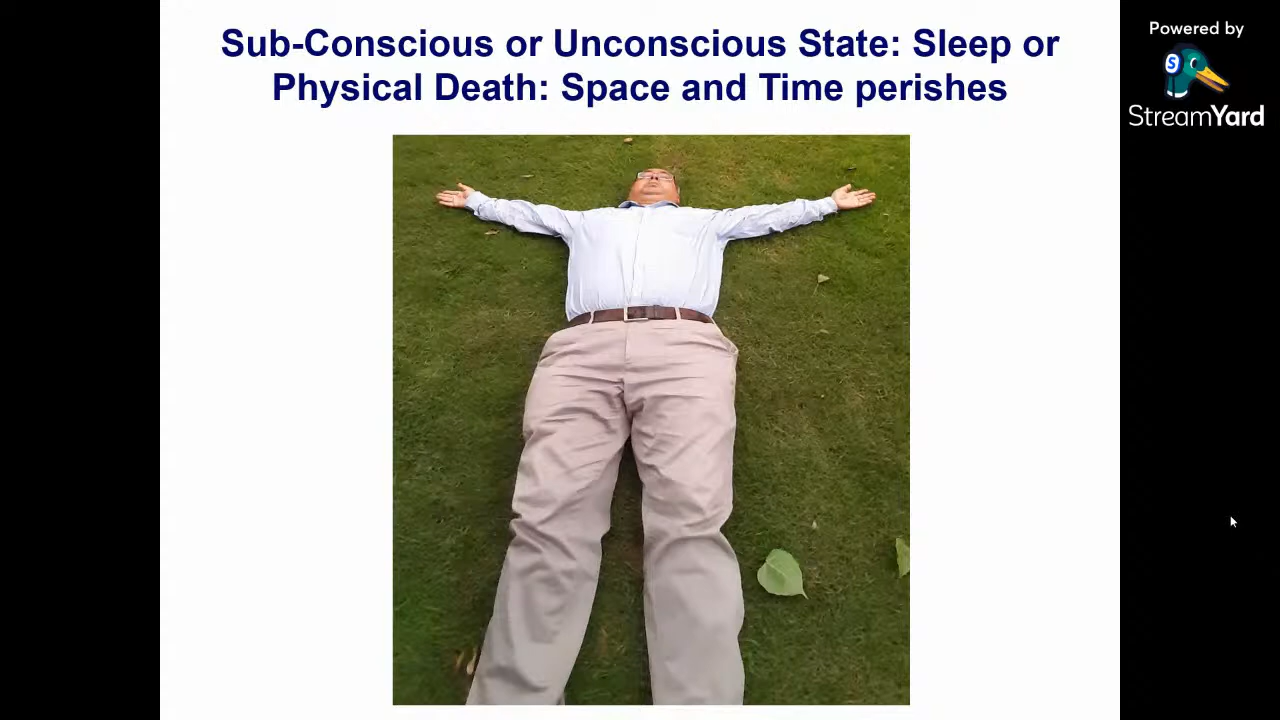 Sub-Conscious or Unconscious State: Sleep or
Physical Death: Space and Time perishes
Powered by
S
StreamYard